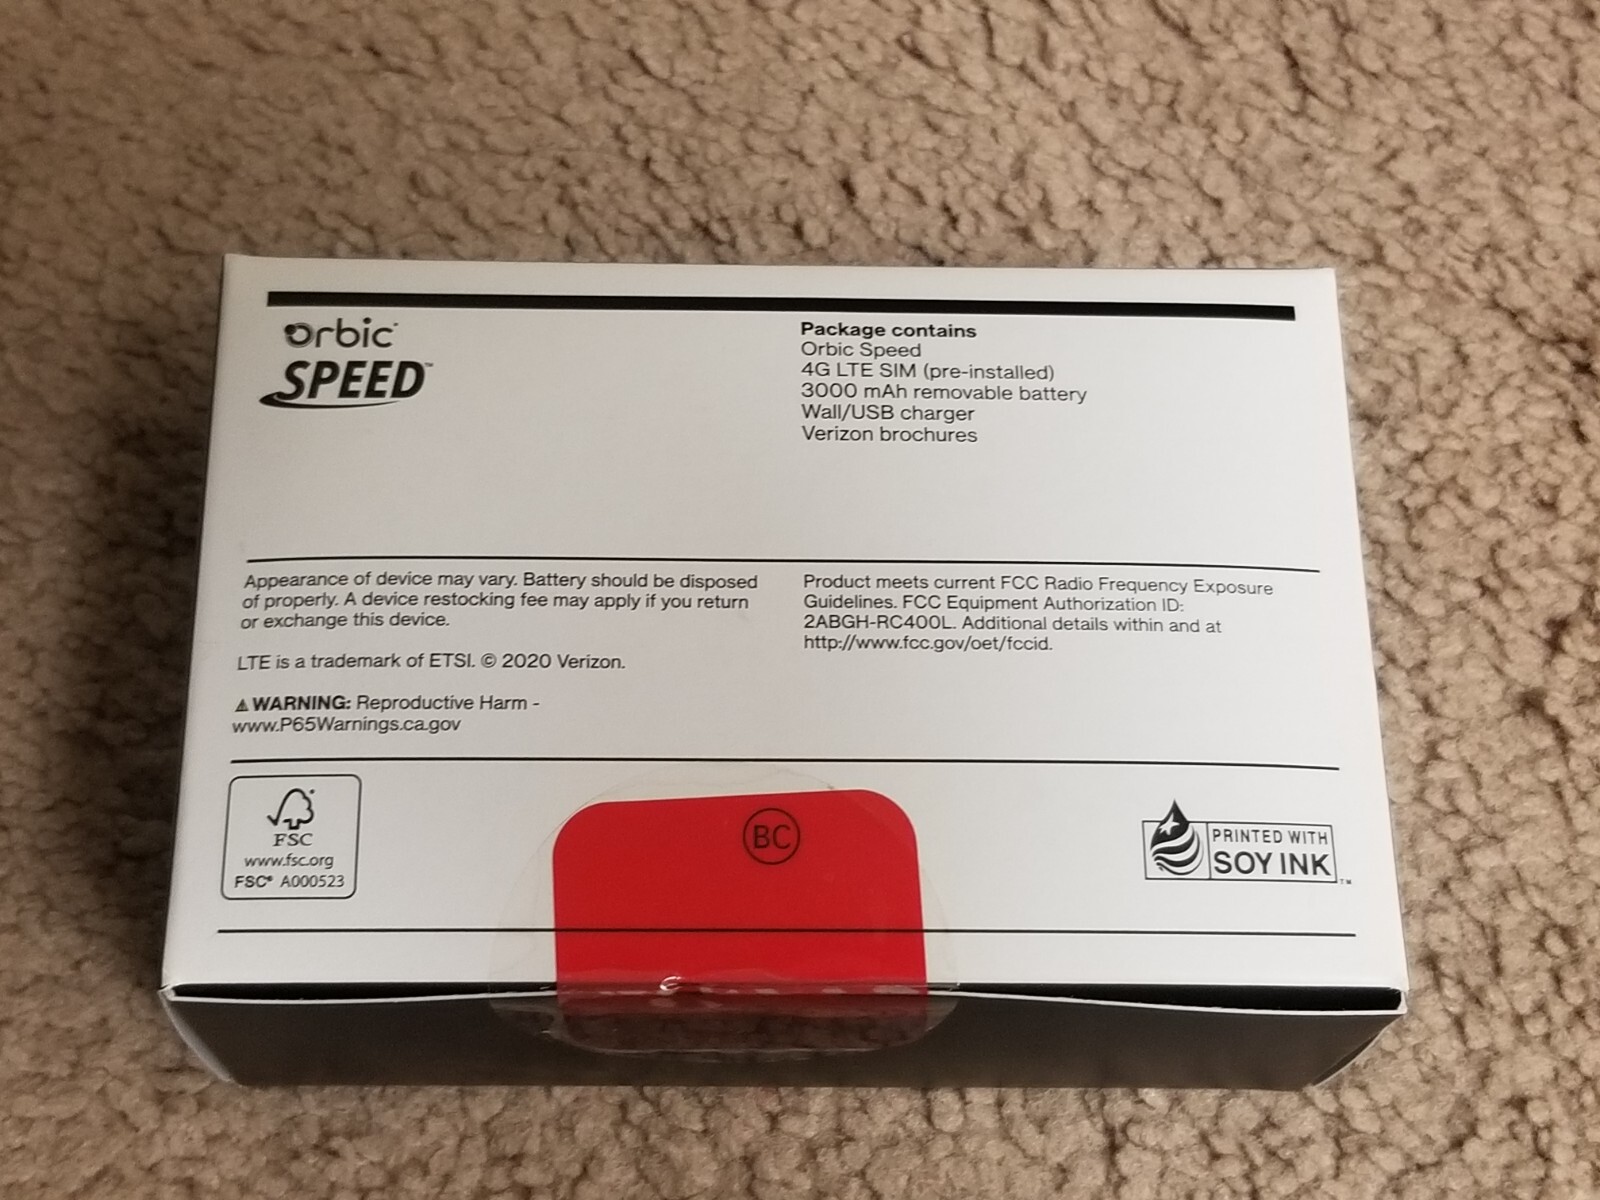 Orbic
SPEED™
Package contains
Orbic Speed
4G LTE SIM (pre-installed)
3000 mAh removable battery
Wall/USB charger
Verizon brochures
Appearance of device may vary. Battery should be disposed
of properly. A device restocking fee may apply if you return
or exchange this device.
LTE is a trademark of ETSI. © 2020 Verizon.
⚠ WARNING: Reproductive Harm -
www.P65Warnings.ca.gov
Product meets current FCC Radio Frequency Exposure
Guidelines. FCC Equipment Authorization ID:
2ABGH-RC400L. Additional details within and at
http://www.fcc.gov/oet/fccid.
FSC
www.fsc.org
FSC® A000523
BC
PRINTED WITH
SOY INK™